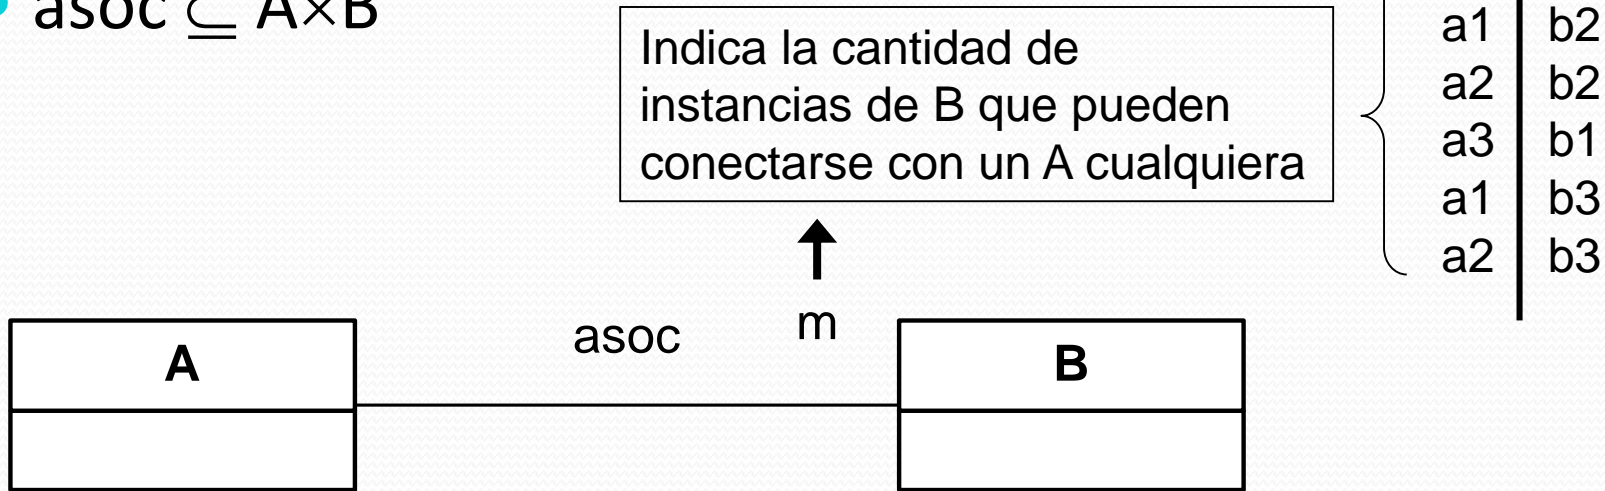 asoc ⊆ A×B
Indica la cantidad de
instancias de B que pueden
conectarse con un A cualquiera
a1 b2
a2 b2
a3 b1
a1 b3
a2 b3
asoc m
A B